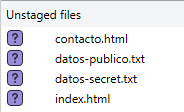 Unstaged files
? contacto.html
? datos-publico.txt
? datos-secret.txt
? index.html